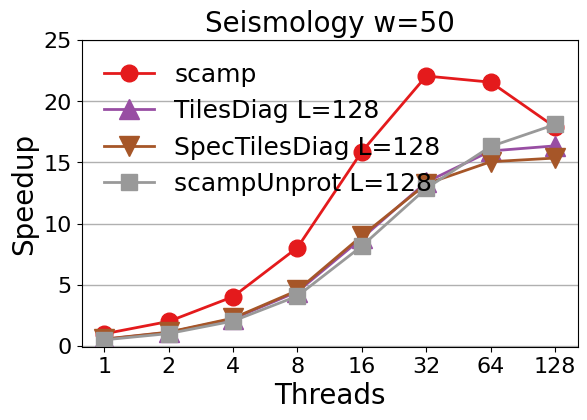 Seismology w=50
25
20
15
10
5
0
Speedup
scamp
TilesDiag L=128
SpecTilesDiag L=128
scampUnprot L=128
1 2 4 8 16 32 64 128
Threads